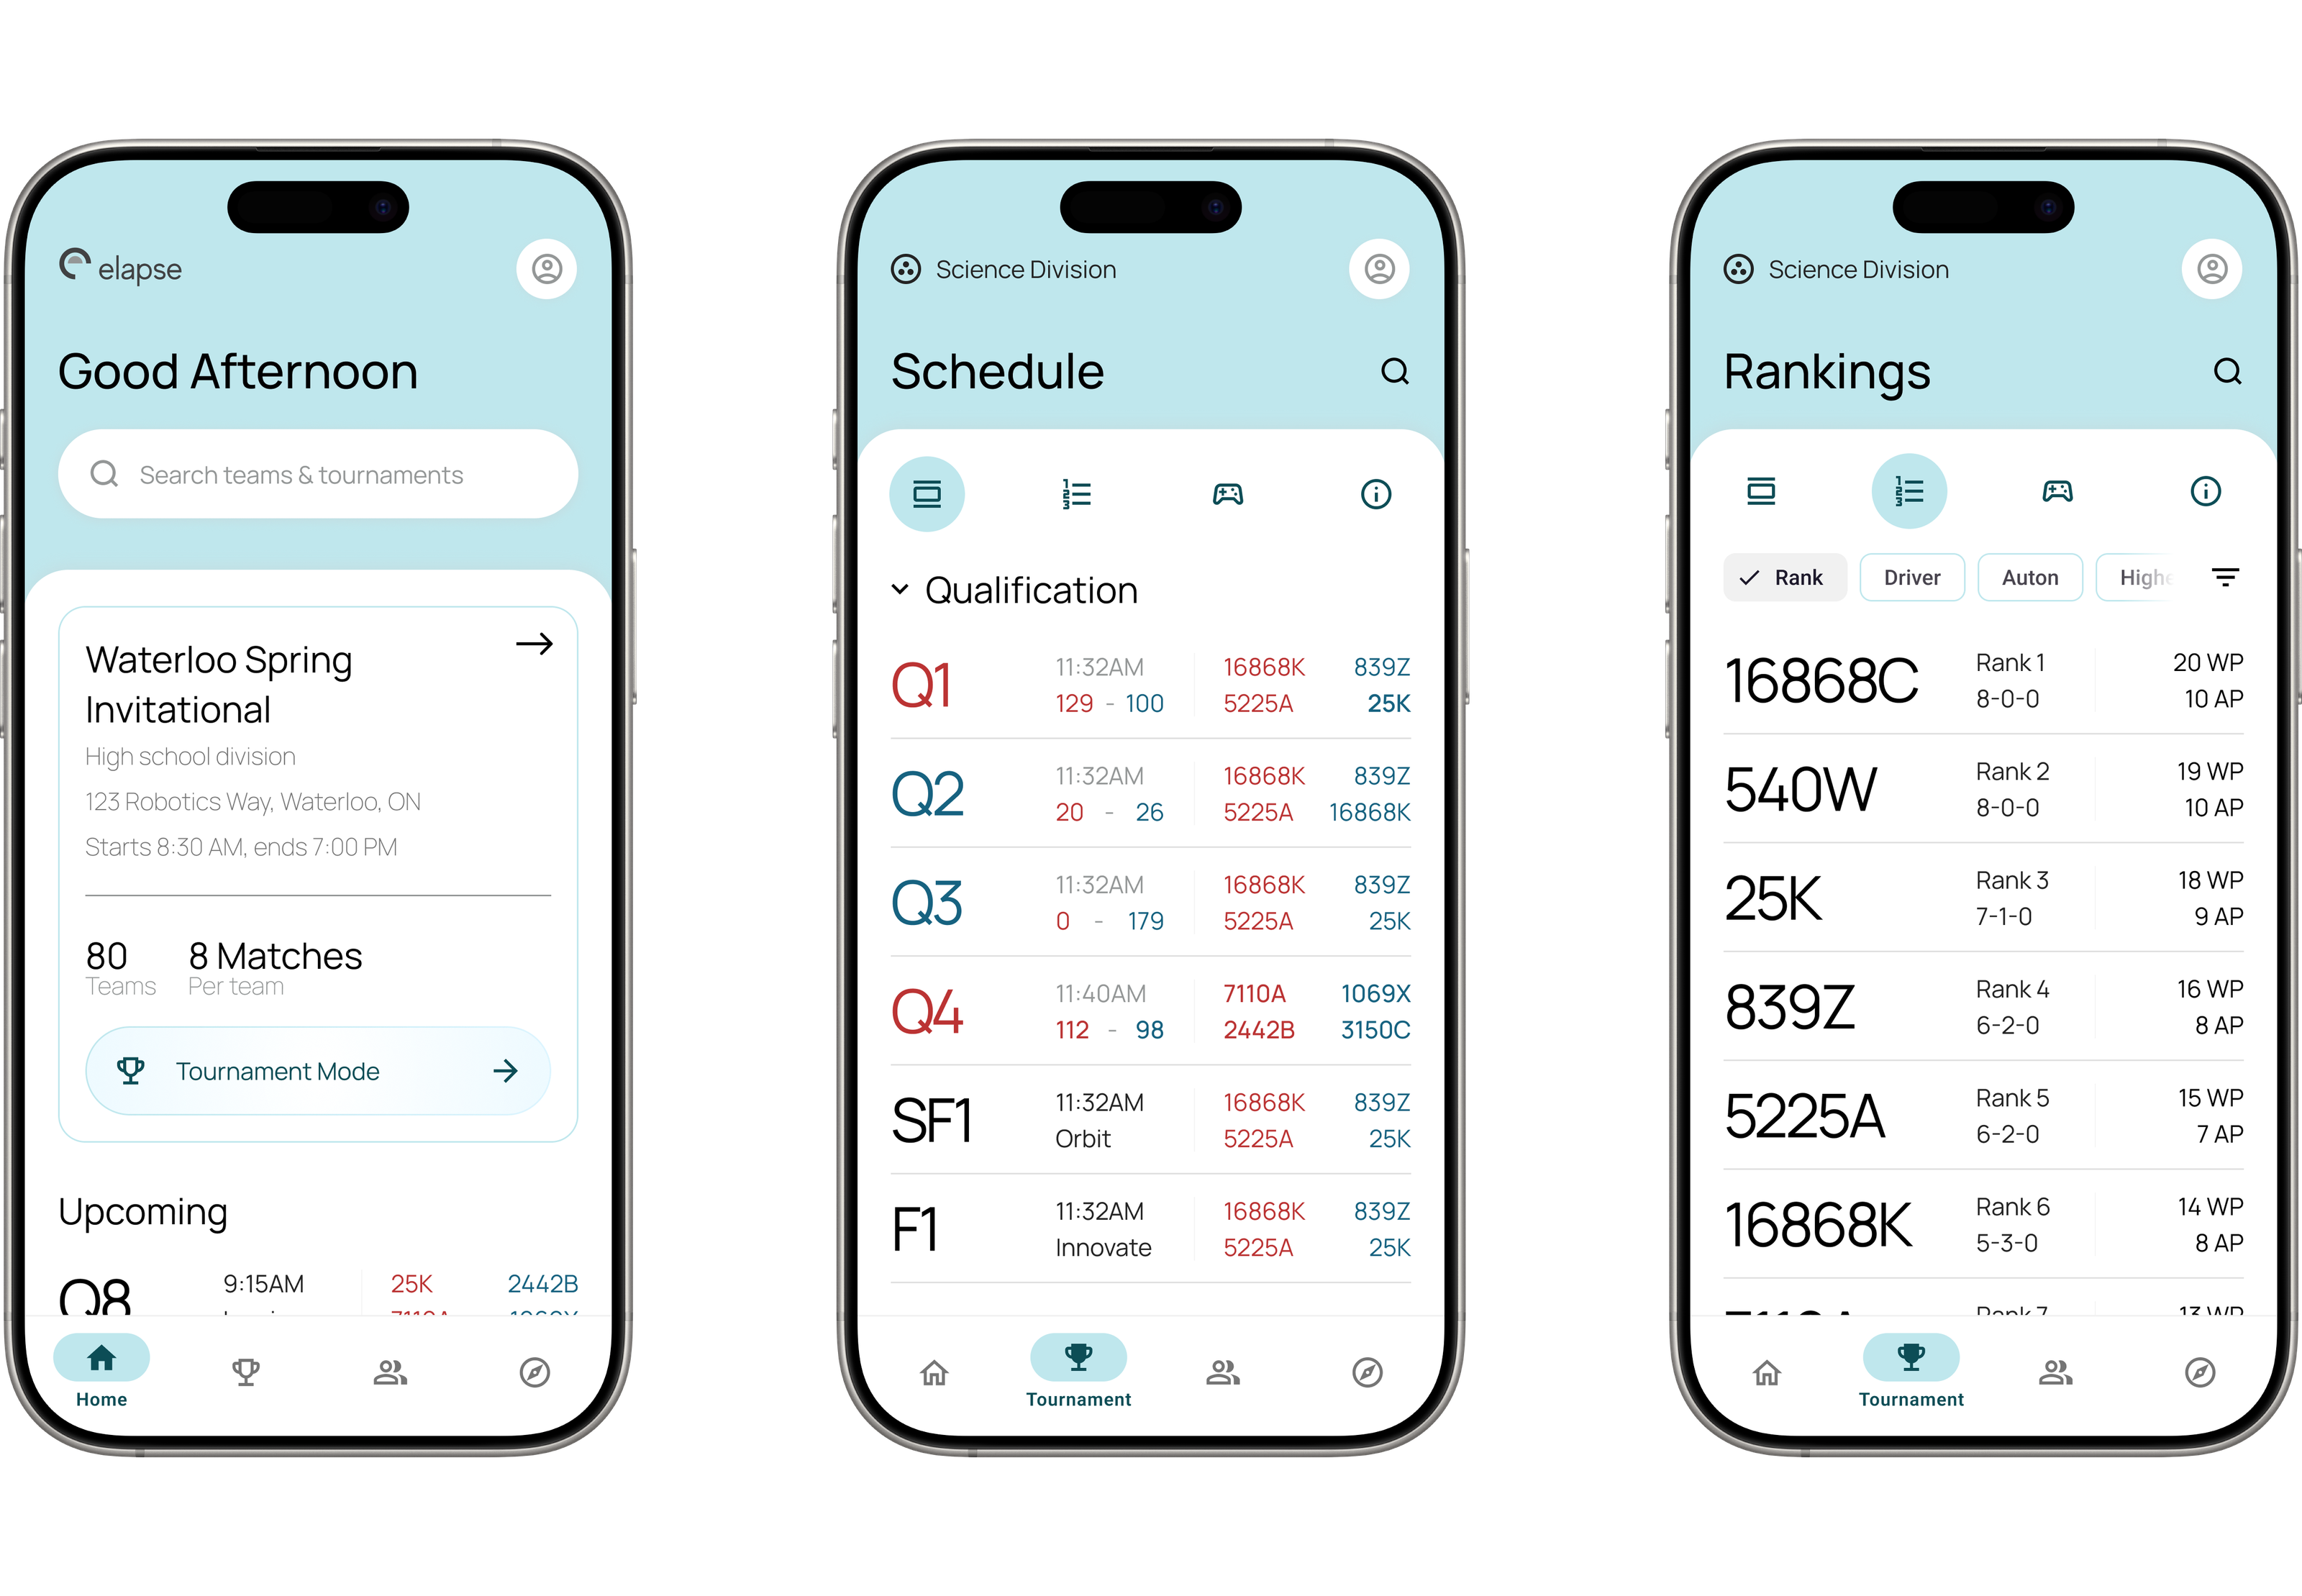 elapse
Good Afternoon
Search teams & tournaments
Waterloo Spring
Invitational
High school division
123 Robotics Way, Waterloo, ON
Starts 8:30 AM, ends 7:00 PM
80 8 Matches
Teams Per team
Tournament Mode
Upcoming
Q8 9:15AM 25K 2442B
Home
Science Division
Schedule
Qualification
Q1 11:32AM 16868K 839Z
129 - 100 5225A 25K
Q2 11:32AM 16868K 839Z
20 - 26 5225A 16868K
Q3 11:32AM 16868K 839Z
0 - 179 5225A 25K
Q4 11:40AM 7110A 1069X
112 - 98 2442B 3150C
SF1 11:32AM 16868K 839Z
Orbit 5225A 25K
F1 11:32AM 16868K 839Z
Innovate 5225A 25K
Tournament
Science Division
Rankings
Rank Driver Auton Highe
16868C Rank 1 20 WP
8-0-0 10 AP
540W Rank 2 19 WP
8-0-0 10 AP
25K Rank 3 18 WP
7-1-0 9 AP
839Z Rank 4 16 WP
6-2-0 8 AP
5225A Rank 5 15 WP
6-2-0 7 AP
16868K Rank 6 14 WP
5-3-0 8 AP
Rank 7 13 WP
Tournament